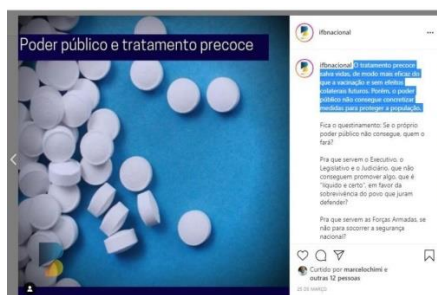 Poder público e tratamento precoce
ifbnacional
ifbnacional O tratamento precoce
salva vidas, de modo mais eficaz do
que a vacinação e sem efeitos
colaterais futuros. Porém, o poder
público não consegue concretizar
medidas para proteger a população.
Fica o questinamento: Se o próprio
poder público não consegue, quem o
fará?
Pra que servem o Executivo, o
Legislativo e o Judiciário, que não
conseguem promover algo, que é
"líquido e certo", em favor da
sobrevivência do povo que juram
defender?
Pra que servem as Forças Armadas, se
não para socorrer a segurança
nacional?
Curtido por marcelochimi e
outras 12 pessoas
25 DE MARÇO